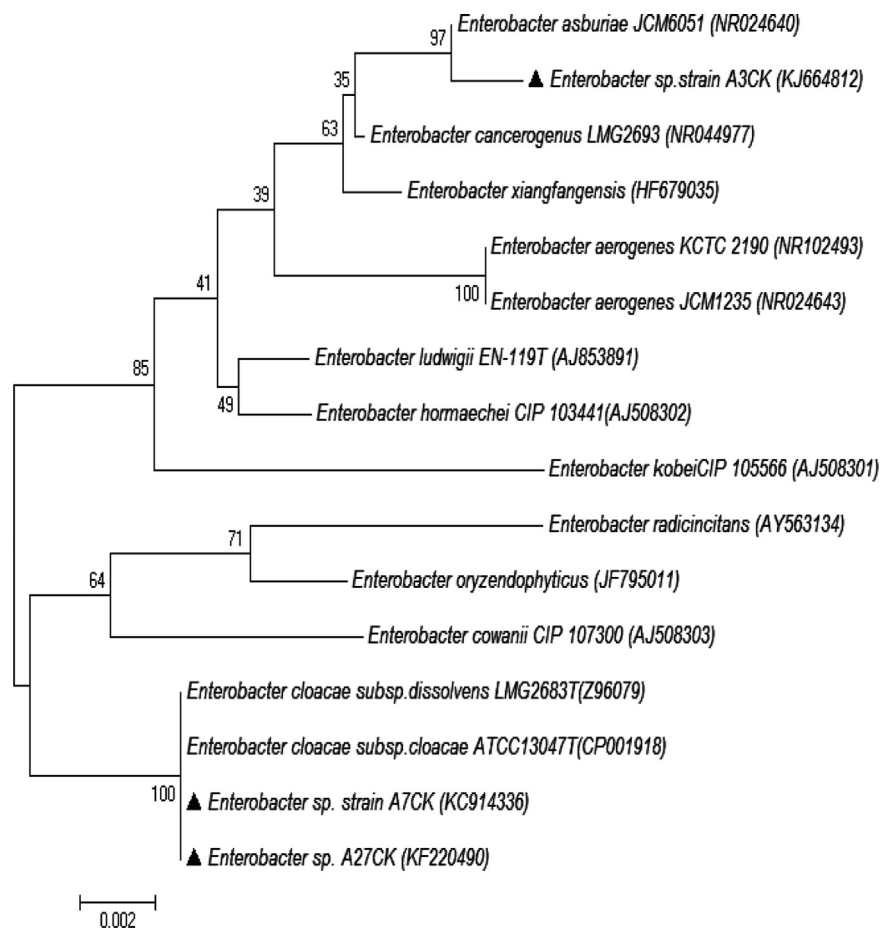 Enterobacter asburiae JCM6051 (NR024640)
97
▲ Enterobacter sp.strain A3CK (KJ664812)
35
63
Enterobacter cancerogenus LMG2693 (NR044977)
Enterobacter xiangfangensis (HF679035)
39
Enterobacter aerogenes KCTC 2190 (NR102493)
41
100
Enterobacter aerogenes JCM1235 (NR024643)
Enterobacter ludwigii EN-119T (AJ853891)
85
49
Enterobacter hormaechei CIP 103441(AJ508302)
Enterobacter kobeiCIP 105566 (AJ508301)
Enterobacter radicincitans (AY563134)
71
64
Enterobacter oryzendophyticus (JF795011)
Enterobacter cowanii CIP 107300 (AJ508303)
Enterobacter cloacae subsp.dissolvens LMG2683T(Z96079)
Enterobacter cloacae subsp.cloacae ATCC13047T(CP001918)
100
▲ Enterobacter sp. strain A7CK (KC914336)
▲ Enterobacter sp. A27CK (KF220490)
0.002